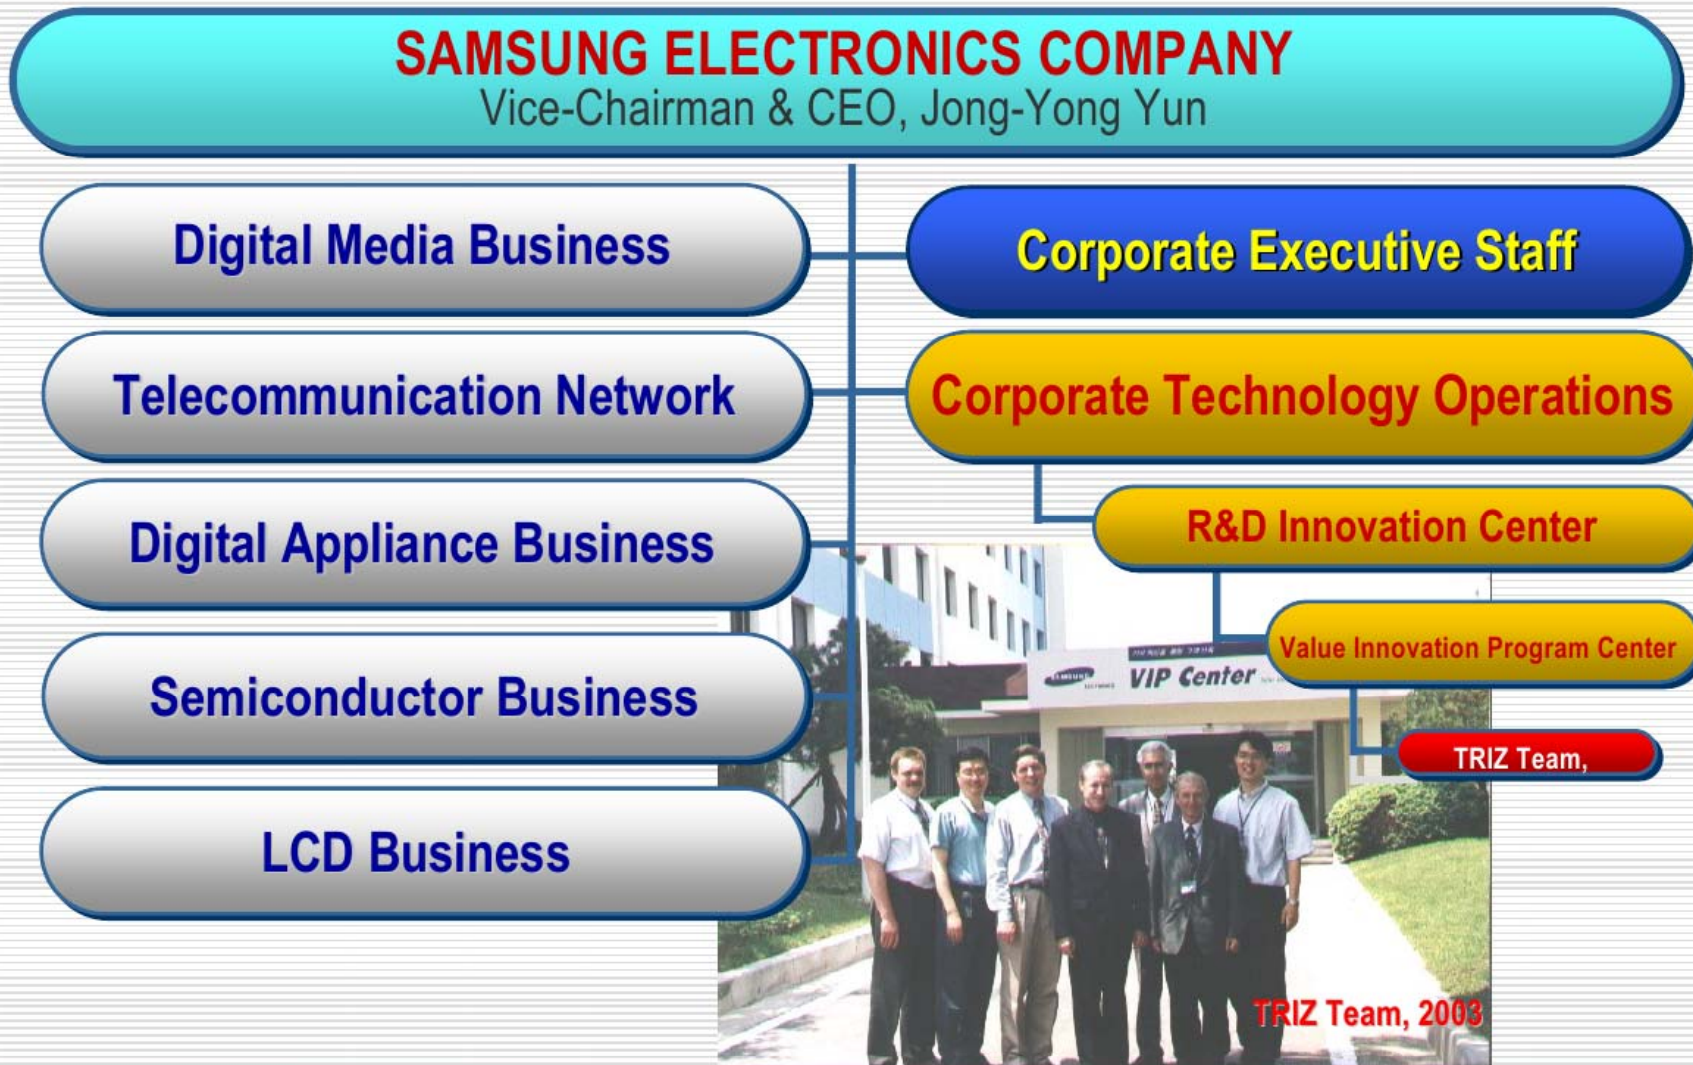 SAMSUNG ELECTRONICS COMPANY
Vice-Chairman & CEO, Jong-Yong Yun
Digital Media Business
Corporate Executive Staff
Telecommunication Network
Corporate Technology Operations
Digital Appliance Business
R&D Innovation Center
Semiconductor Business
Value Innovation Program Center
SAMSUNG
ELECTRONICS
VIP Center
TRIZ Team,
LCD Business
TRIZ Team, 2003